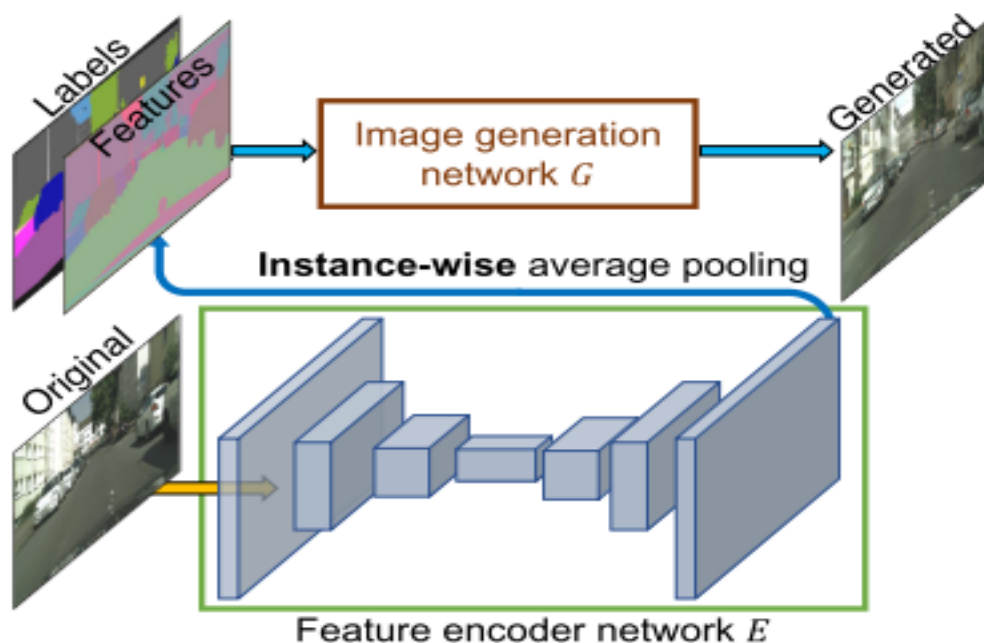 Labels
Features
Image generation
network G
Generated
Instance-wise average pooling
Original
Feature encoder network E